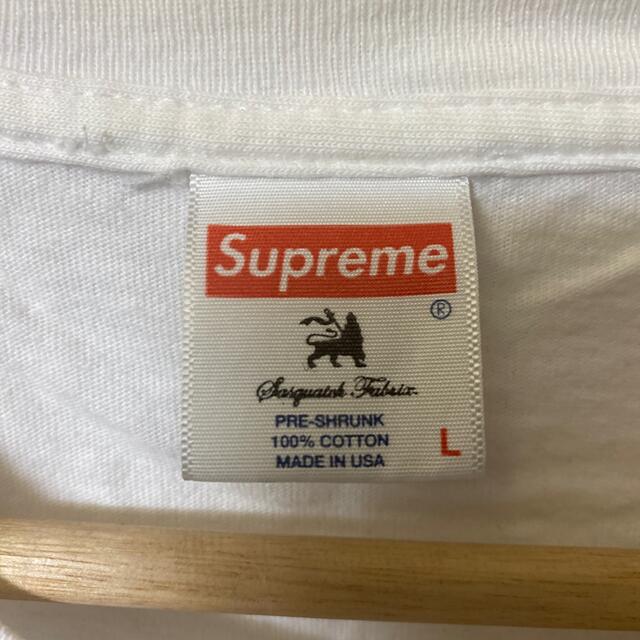 Supreme
®
Sasquatch Fabrix.
PRE-SHRUNK
100% COTTON
MADE IN USA
L